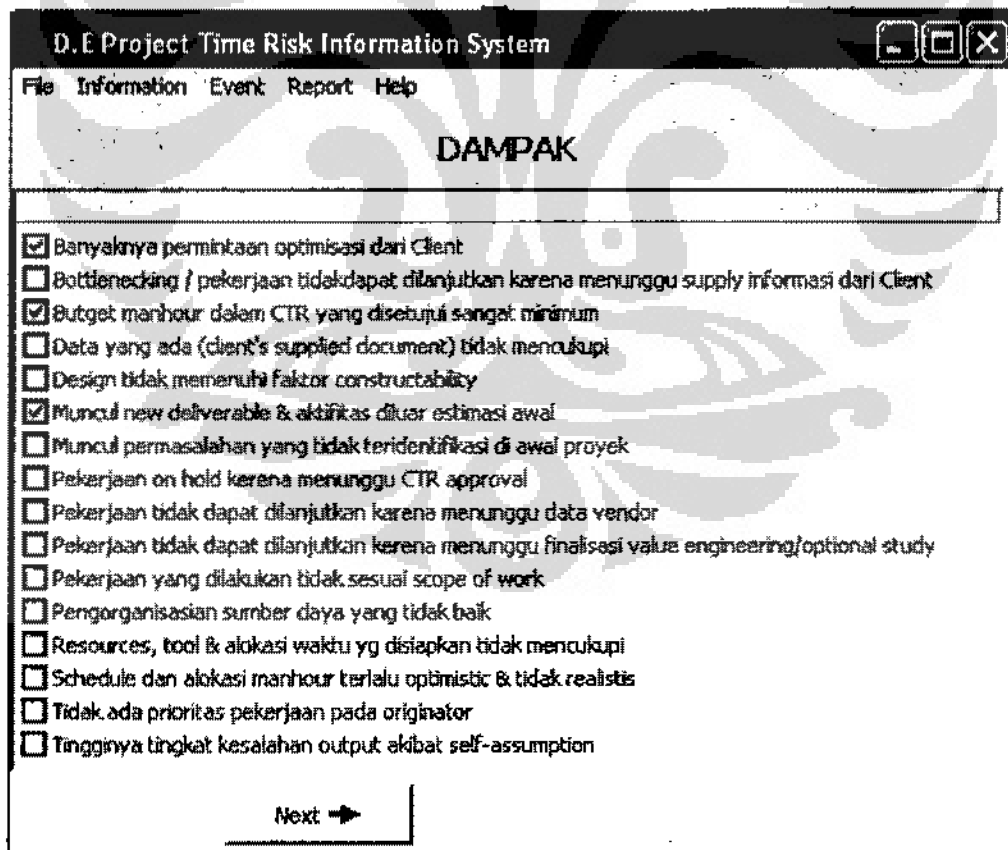 D.E Project Time Risk Information System
File Information Event Report Help
DAMPAK
Banyaknya permintaan optimisasi dari Client
Bottlenecking / pekerjaan tidakdapat dilanjutkan karena menunggu supply informasi dari Client
Butget manhour dalam CTR yang disetujui sangat minimum
Data yang ada (client's supplied document) tidak mencukupi
Design tidak memenuhi faktor constructability
Muncul new deliverable & aktifitas diluar estimasi awal
Muncul permasalahan yang tidak teridentifikasi di awal proyek
Pekerjaan on hold kerena menunggu CTR approval
Pekerjaan tidak dapat dilanjutkan karena menunggu data vendor
Pekerjaan tidak dapat dilanjutkan kerena menunggu finalisasi value engineering/optional study
Pekerjaan yang dilakukan tidak sesuai scope of work
Pengorganisasian sumber daya yang tidak baik
Resources, tool & alokasi waktu yg disiapkan tidak mencukupi
Schedule dan alokasi manhour terlalu optimistic & tidak realistis
Tidak ada prioritas pekerjaan pada originator
Tingginya tingkat kesalahan output akibat self-assumption
Next